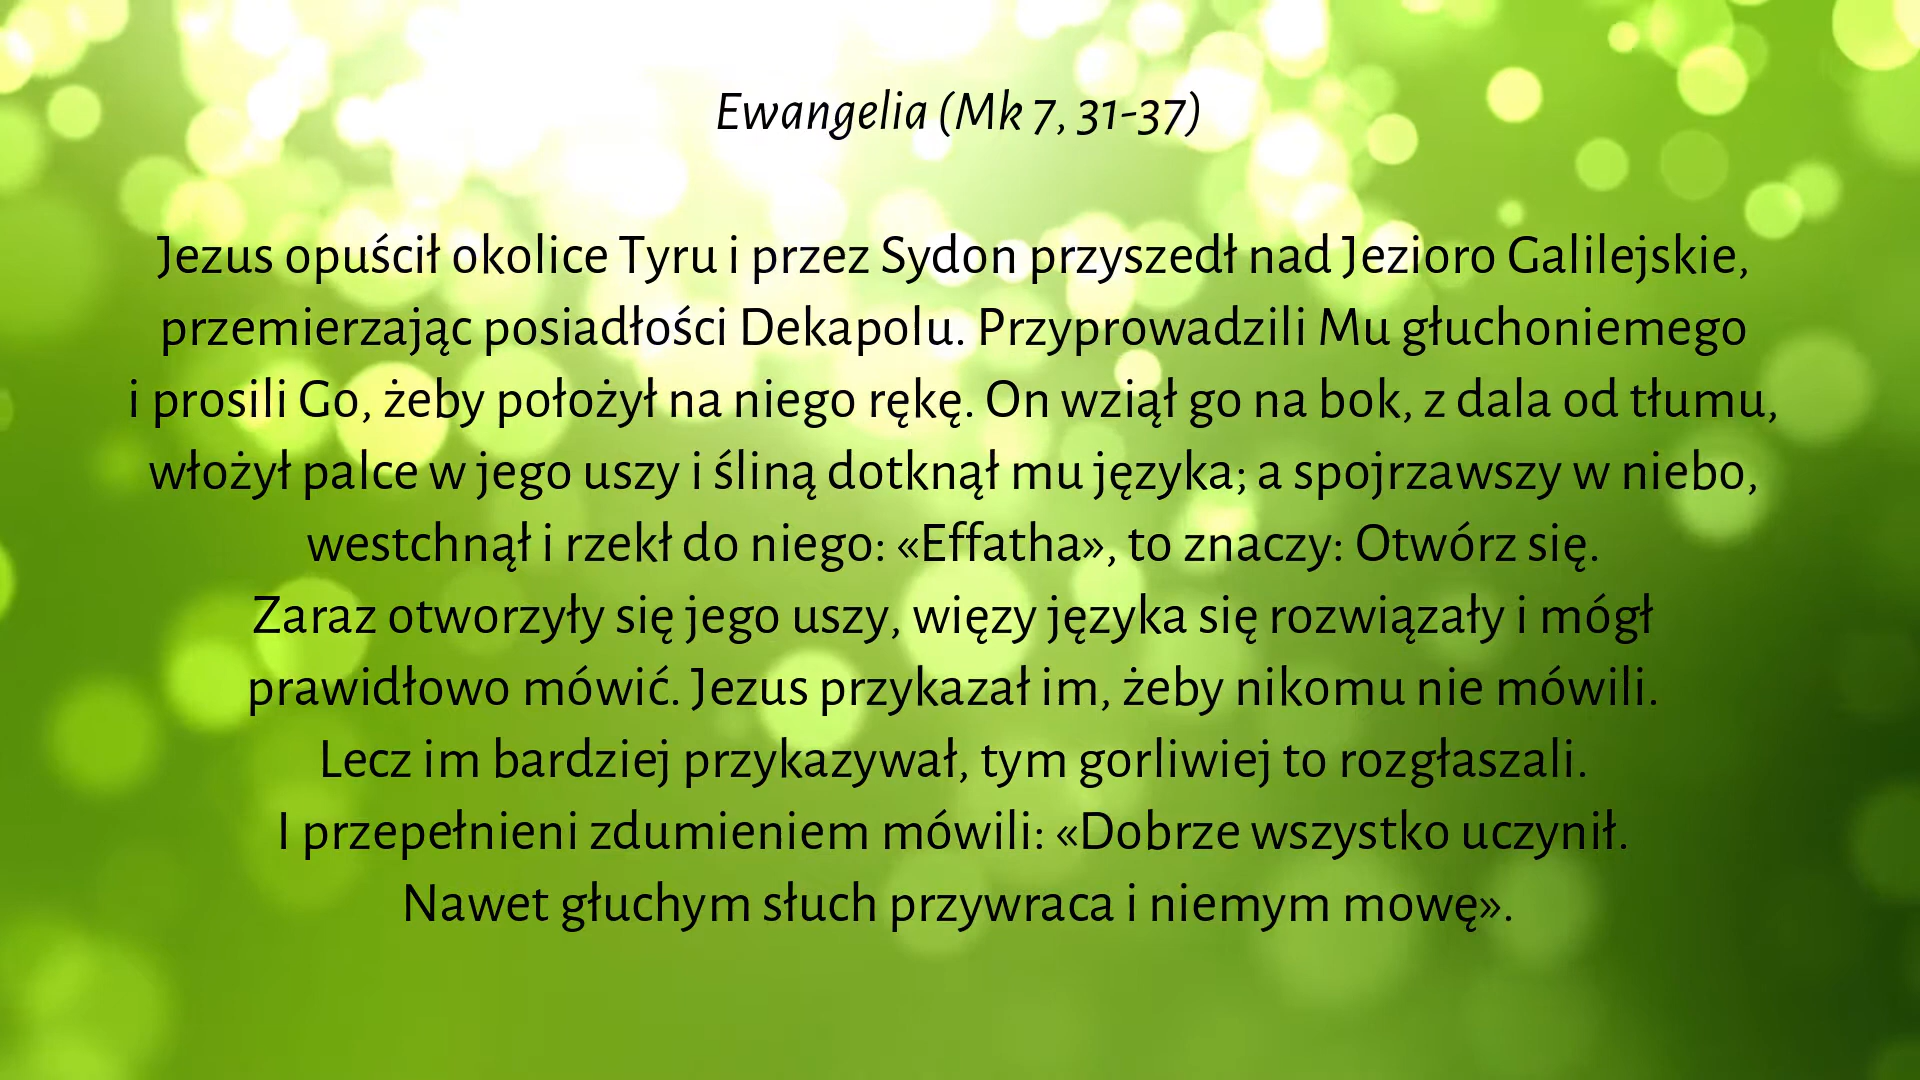 Ewangelia (Mk 7, 31-37)
Jezus opuścił okolice Tyru i przez Sydon przyszedł nad Jezioro Galilejskie,
przemierzając posiadłości Dekapolu. Przyprowadzili Mu głuchoniemego
i prosili Go, żeby położył na niego rękę. On wziął go na bok, z dala od tłumu,
włożył palce w jego uszy i śliną dotknął mu języka; a spojrzawszy w niebo,
westchnął i rzekł do niego: «Effatha», to znaczy: Otwórz się.
Zaraz otworzyły się jego uszy, więzy języka się rozwiązały i mógł
prawidłowo mówić. Jezus przykazał im, żeby nikomu nie mówili.
Lecz im bardziej przykazywał, tym gorliwiej to rozgłaszali.
I przepełnieni zdumieniem mówili: «Dobrze wszystko uczynił.
Nawet głuchym słuch przywraca i niemym mowę».